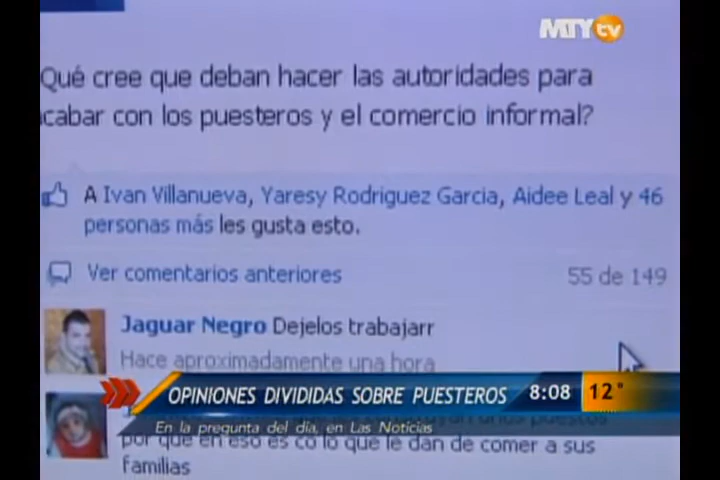 MTYtv
Qué cree que deban hacer las autoridades para
cabar con los puesteros y el comercio informal?
A Ivan Villanueva, Yaresy Rodriguez Garcia, Aidee Leal y 46
personas más les gusta esto.
Ver comentarios anteriores
55 de 149
Jaguar Negro Dejelos trabajarr
Hace aproximadamente una hora
OPINIONES DIVIDIDAS SOBRE PUESTEROS
8:08
12°
En la pregunta del día, en Las Noticias
por que en eso es co lo que le dan de comer a sus
familias